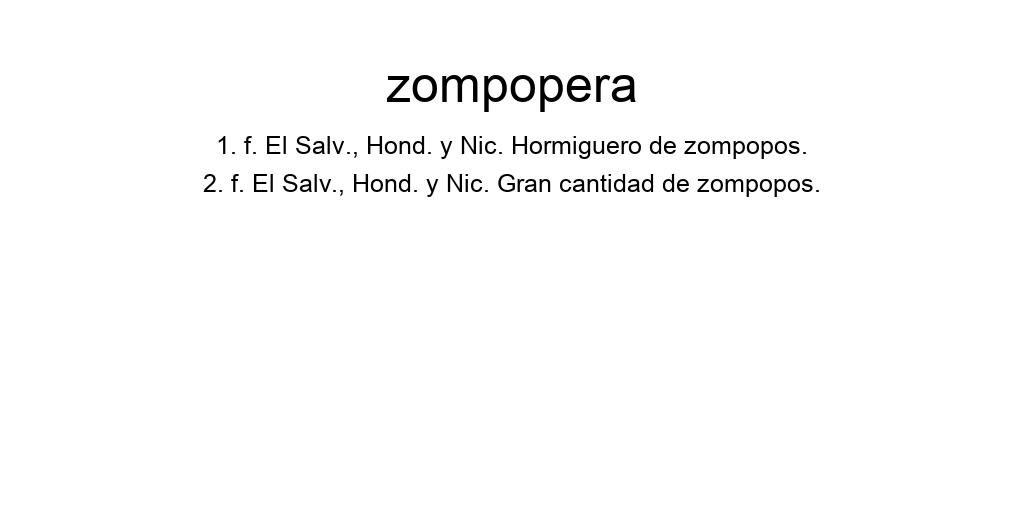 zompopera
1. f. El Salv., Hond. y Nic. Hormiguero de zompopos.
2. f. El Salv., Hond. y Nic. Gran cantidad de zompopos.